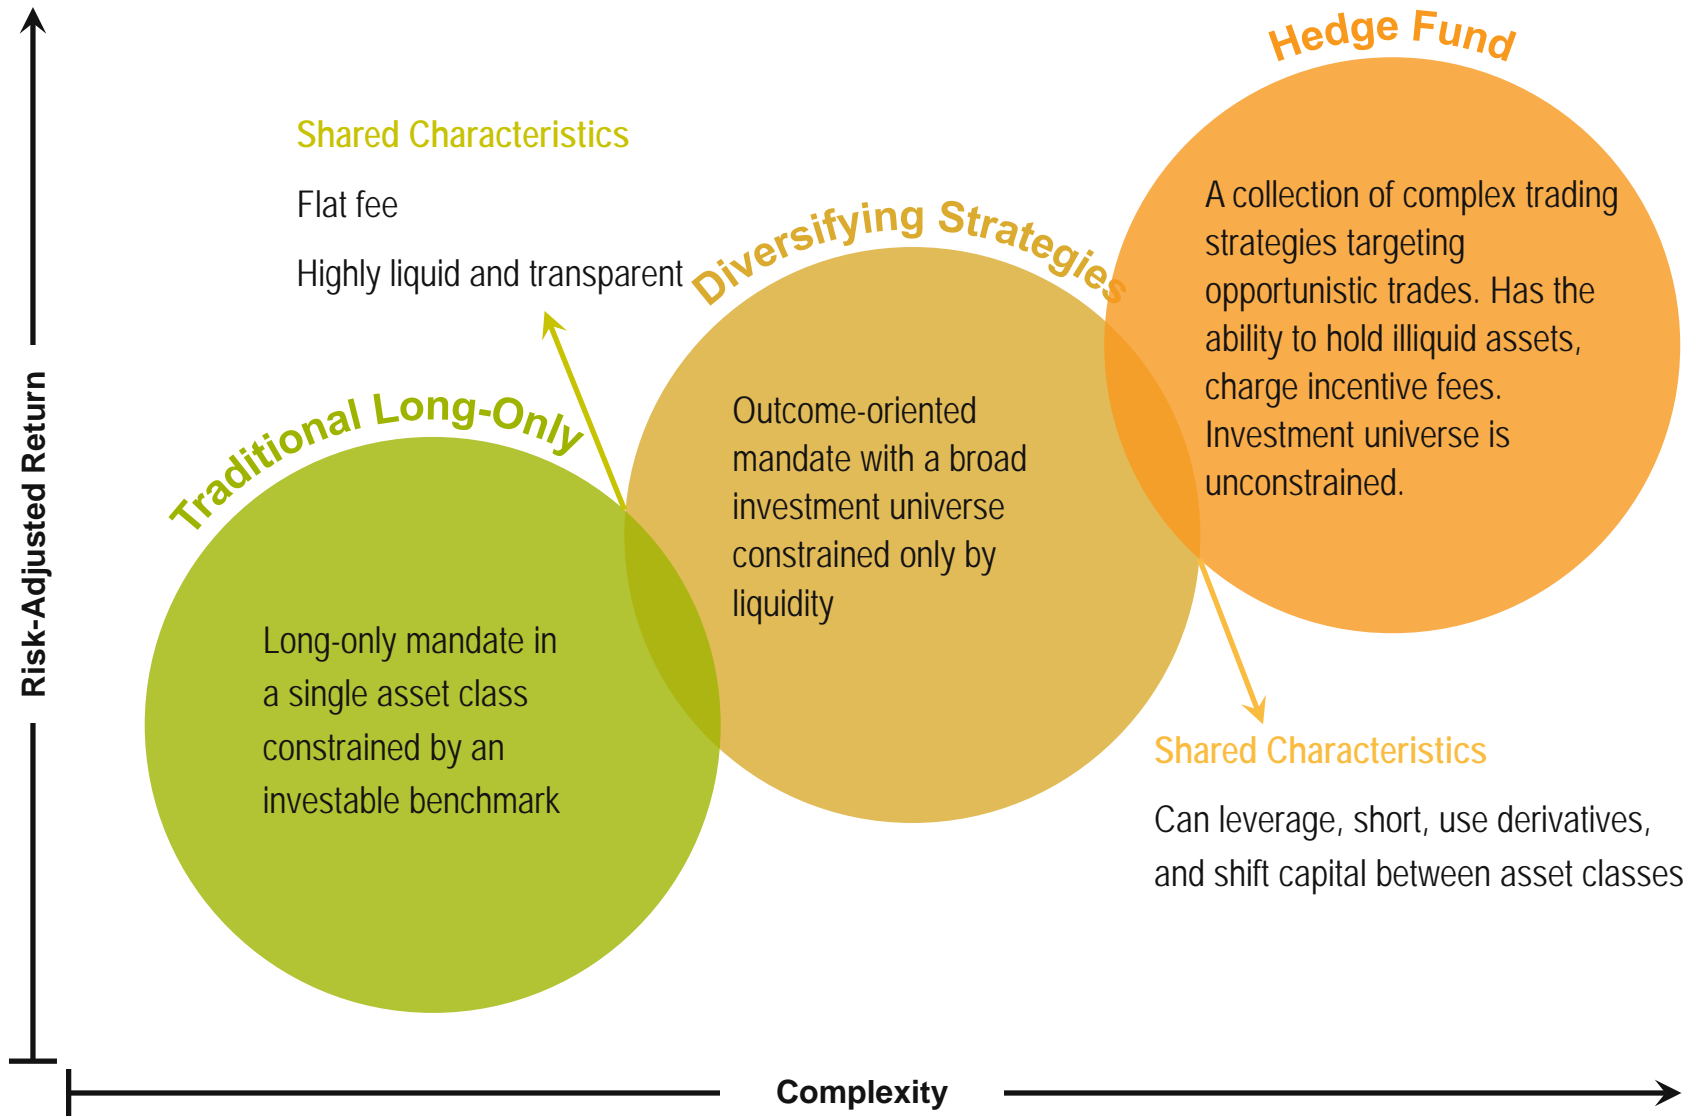 Hedge Fund
Shared Characteristics
Flat fee
Highly liquid and transparent
Diversifying Strategies
A collection of complex trading
strategies targeting
opportunistic trades. Has the
ability to hold illiquid assets,
charge incentive fees.
Investment universe is
unconstrained.
Traditional Long-Only
Outcome-oriented
mandate with a broad
investment universe
constrained only by
liquidity
Risk-Adjusted Return
Long-only mandate in
a single asset class
constrained by an
investable benchmark
Shared Characteristics
Can leverage, short, use derivatives,
and shift capital between asset classes
Complexity